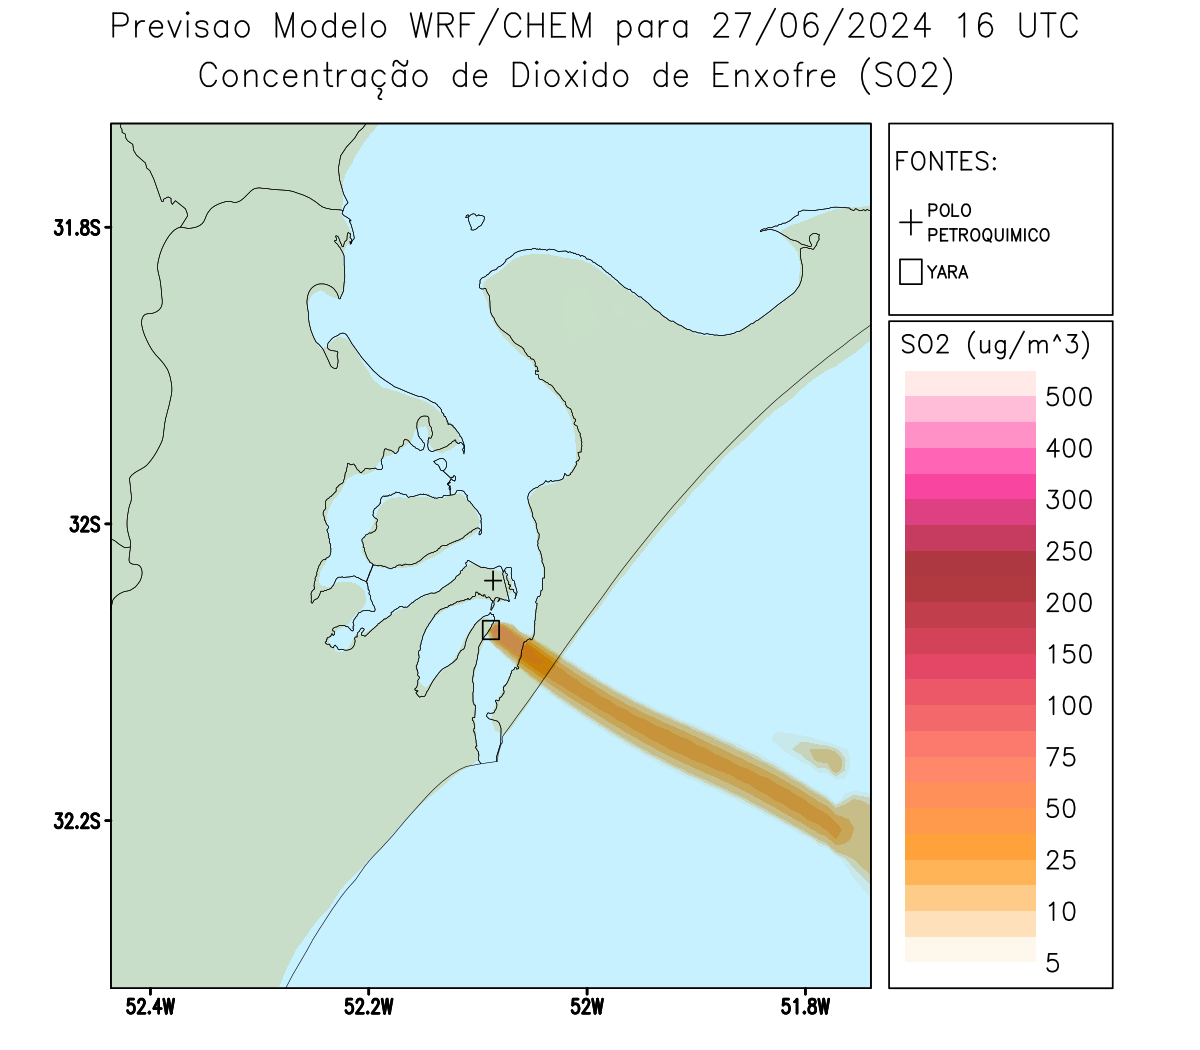 Previsao Modelo WRF/CHEM para 27/06/2024 16 UTC
Concentração de Dioxido de Enxofre (SO2)
FONTES:
POLO
PETROQUIMICO
YARA
31.8S
32S
32.2S
52.4W
52.2W
52W
51.8W
SO2 (ug/m^3)
500
400
300
250
200
150
100
75
50
25
10
5